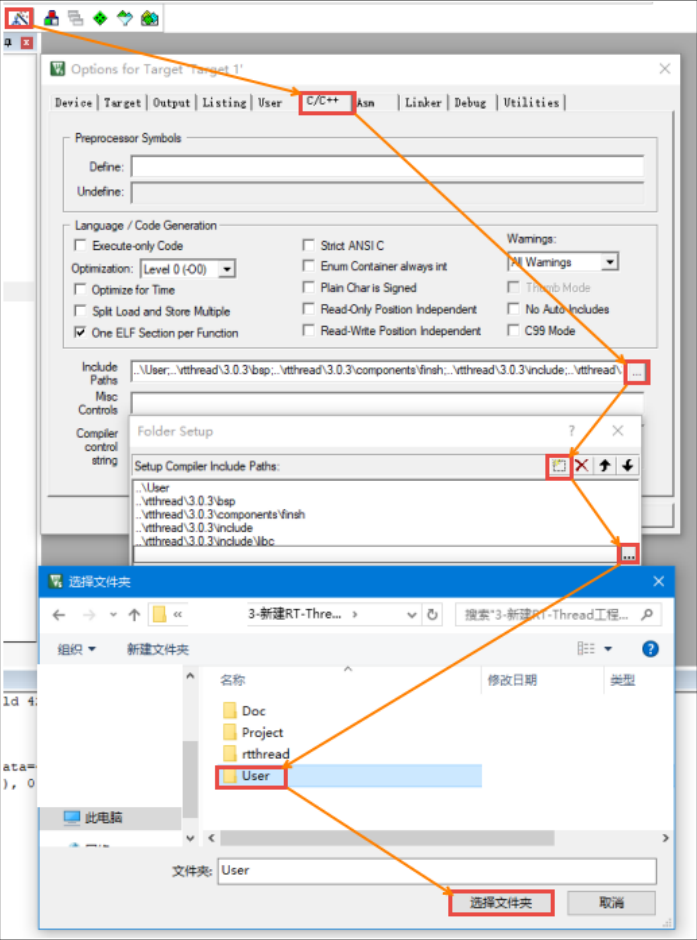 Options for Target 'Target 1'
Device Target Output Listing User C/C++ Asm Linker Debug Utilities
Preprocessor Symbols
Define:
Undefine:
Language / Code Generation
Execute-only Code
Strict ANSI C
Warnings:
Optimization: Level 0 (-O0)
Enum Container always int
All Warnings
Optimize for Time
Plain Char is Signed
Thumb Mode
Split Load and Store Multiple
Read-Only Position Independent
No Auto Includes
One ELF Section per Function
Read-Write Position Independent
C99 Mode
Include Paths
..\User;..\rtthread\3.0.3\bsp;..\rtthread\3.0.3\components\finsh;..\rtthread\3.0.3\include;..\rtthread\
...
Misc Controls
Compiler control string
Folder Setup
?
Setup Compiler Include Paths:
..\User
..\rtthread\3.0.3\bsp
..\rtthread\3.0.3\components\finsh
..\rtthread\3.0.3\include
..\rtthread\3.0.3\include\libc
...
选择文件夹
« 3-新建RT-Thre... ›
搜索"3-新建RT-Thread工程...
组织 新建文件夹
?
名称 修改日期 类型
Doc
Project
rtthread
User
ld 4
ata=
), 0
此电脑
文件夹: User
选择文件夹 取消